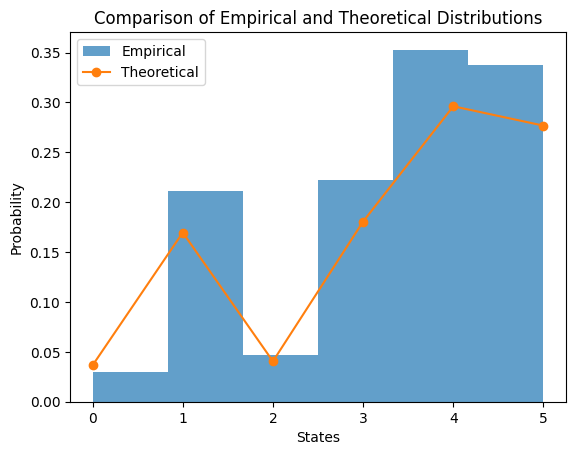 Comparison of Empirical and Theoretical Distributions
Empirical
Theoretical
Probability
0.35
0.30
0.25
0.20
0.15
0.10
0.05
0.00
0 1 2 3 4 5
States